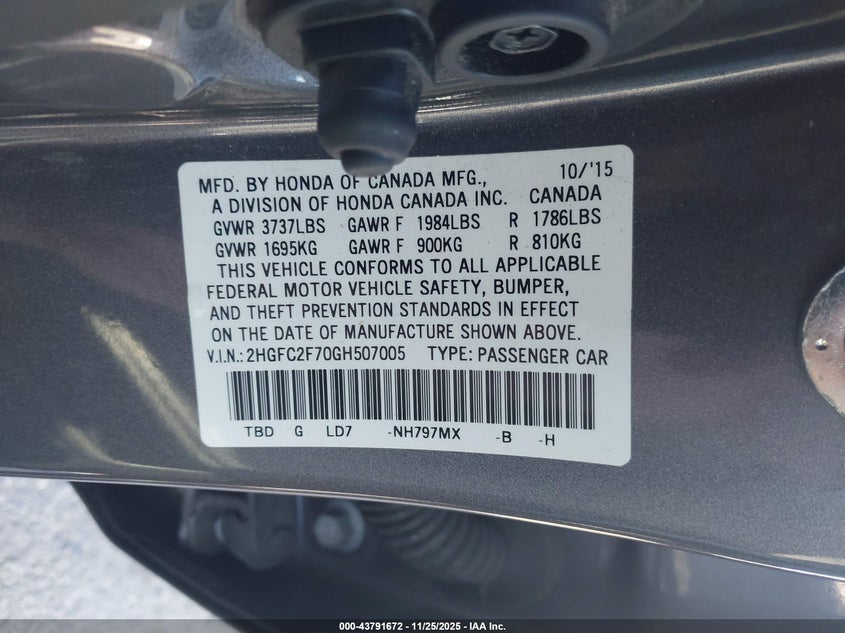 MFD. BY HONDA OF CANADA MFG., 10/'15
A DIVISION OF HONDA CANADA INC. CANADA
GVWR 3737LBS GAWR F 1984LBS R 1786LBS
GVWR 1695KG GAWR F 900KG R 810KG
THIS VEHICLE CONFORMS TO ALL APPLICABLE
FEDERAL MOTOR VEHICLE SAFETY, BUMPER,
AND THEFT PREVENTION STANDARDS IN EFFECT
ON THE DATE OF MANUFACTURE SHOWN ABOVE.
V.I.N.: 2HGFC2F70GH507005 TYPE: PASSENGER CAR
TBD G LD7 -NH797MX -B -H
000-43791672 - 11/25/2025 - IAA Inc.